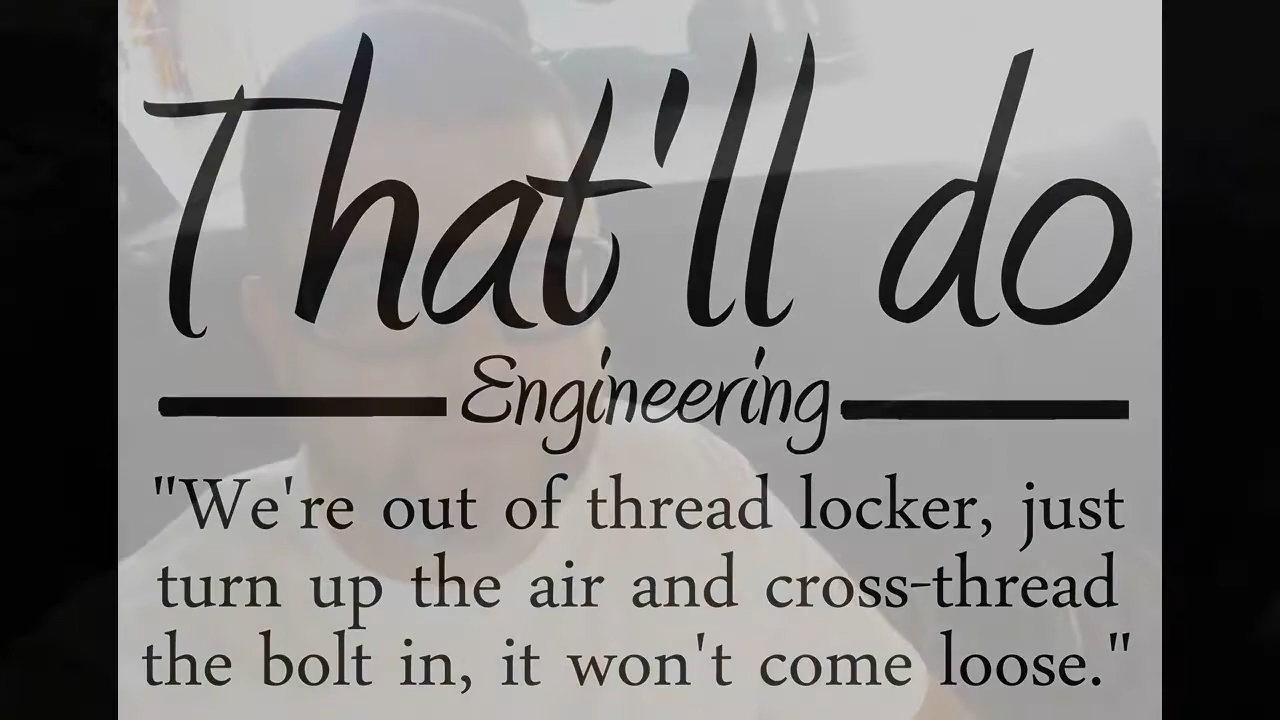 That'll do
Engineering
"We're out of thread locker, just
turn up the air and cross-thread
the bolt in, it won't come loose."